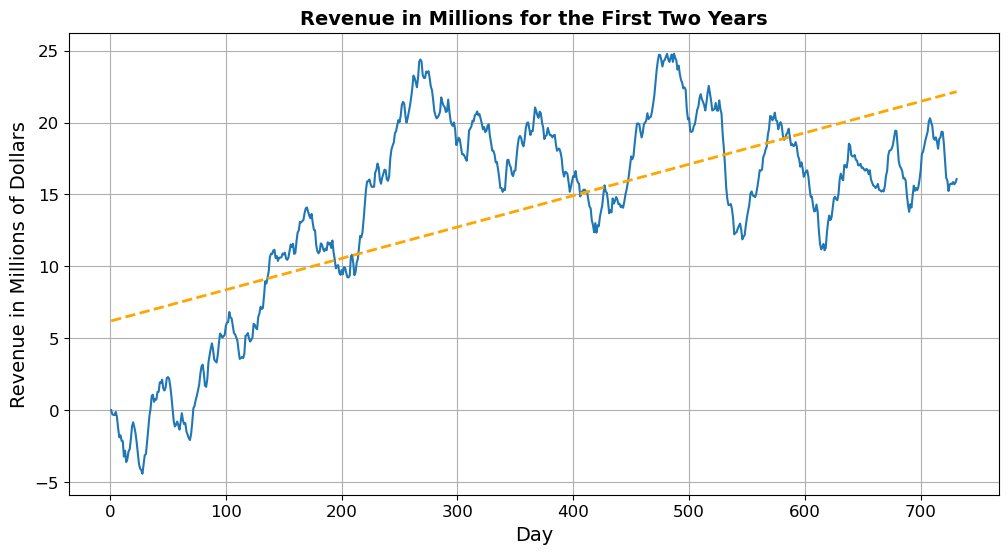 Revenue in Millions for the First Two Years
Revenue in Millions of Dollars
25
20
15
10
5
0
−5
0 100 200 300 400 500 600 700
Day